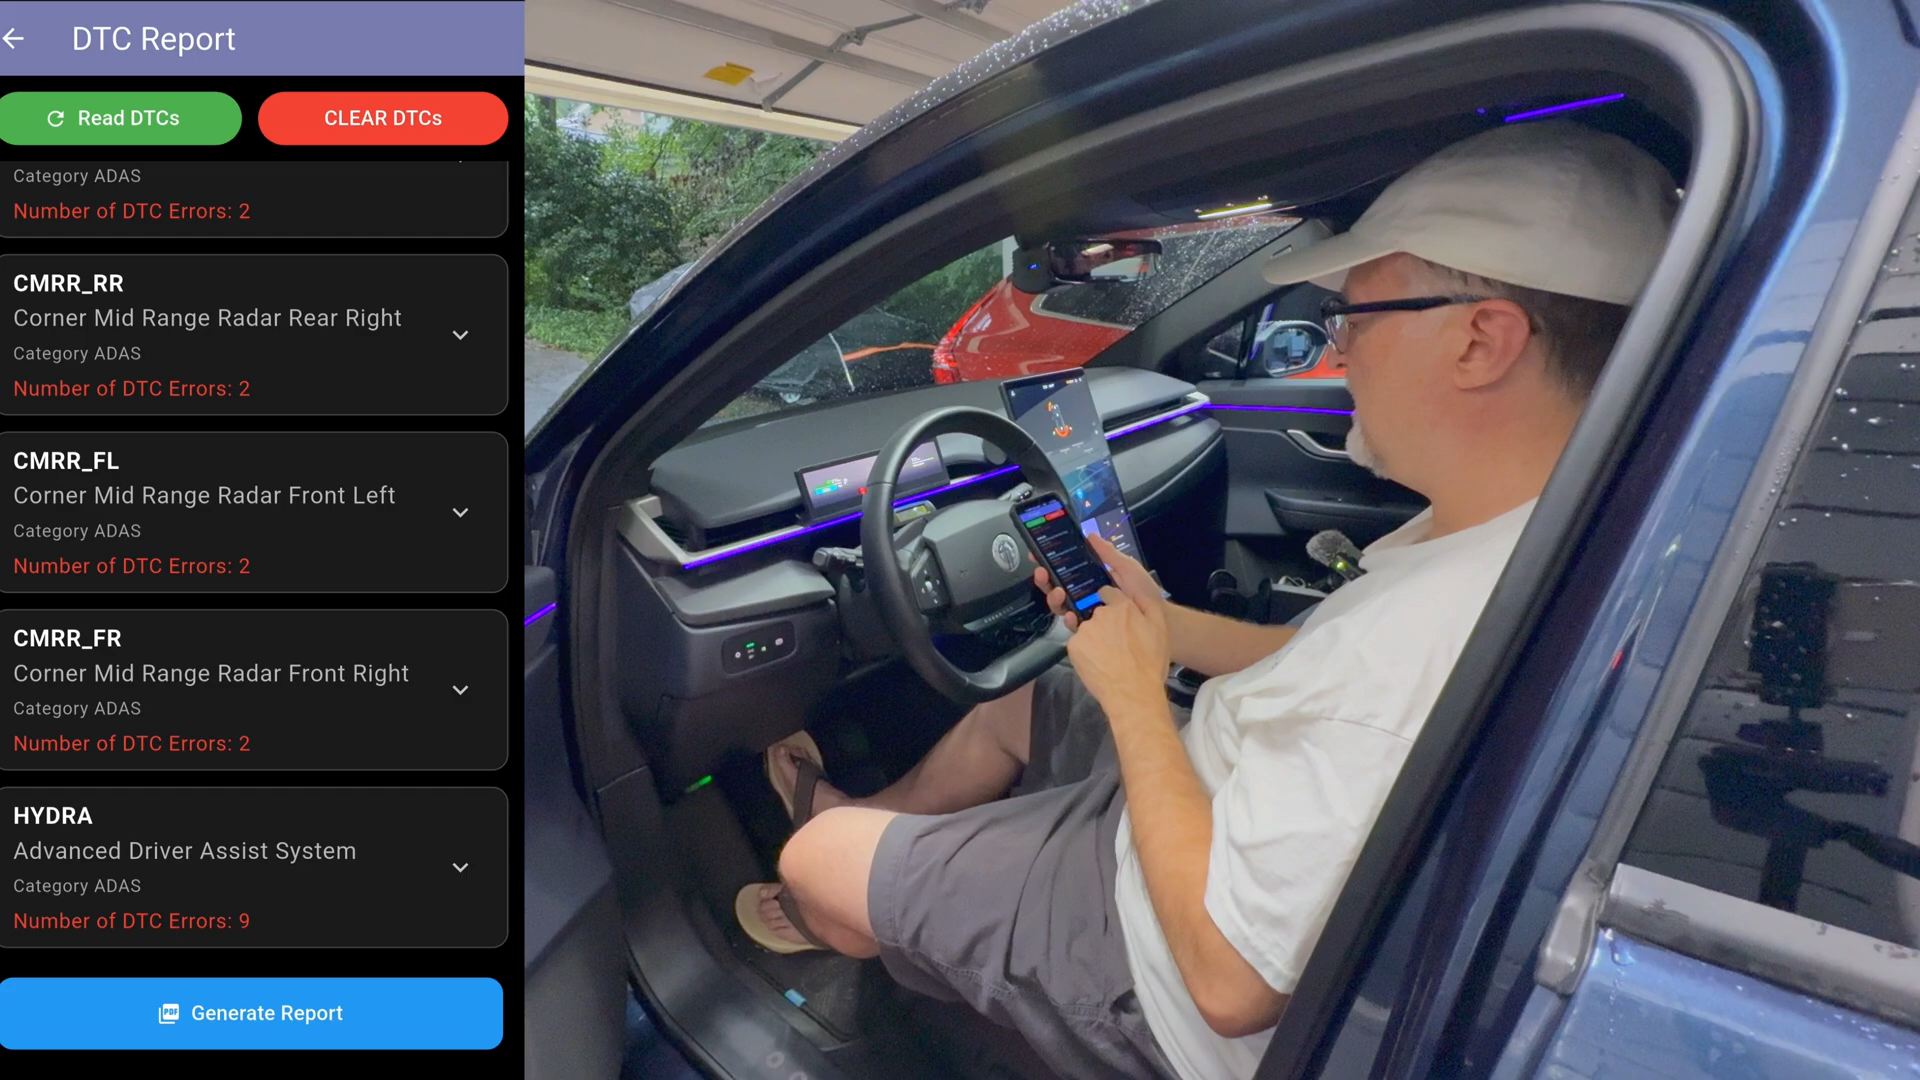 DTC Report
Read DTCs
CLEAR DTCs
Category ADAS
Number of DTC Errors: 2
CMRR_RR
Corner Mid Range Radar Rear Right
Category ADAS
Number of DTC Errors: 2
CMRR_FL
Corner Mid Range Radar Front Left
Category ADAS
Number of DTC Errors: 2
CMRR_FR
Corner Mid Range Radar Front Right
Category ADAS
Number of DTC Errors: 2
HYDRA
Advanced Driver Assist System
Category ADAS
Number of DTC Errors: 9
PDF
Generate Report